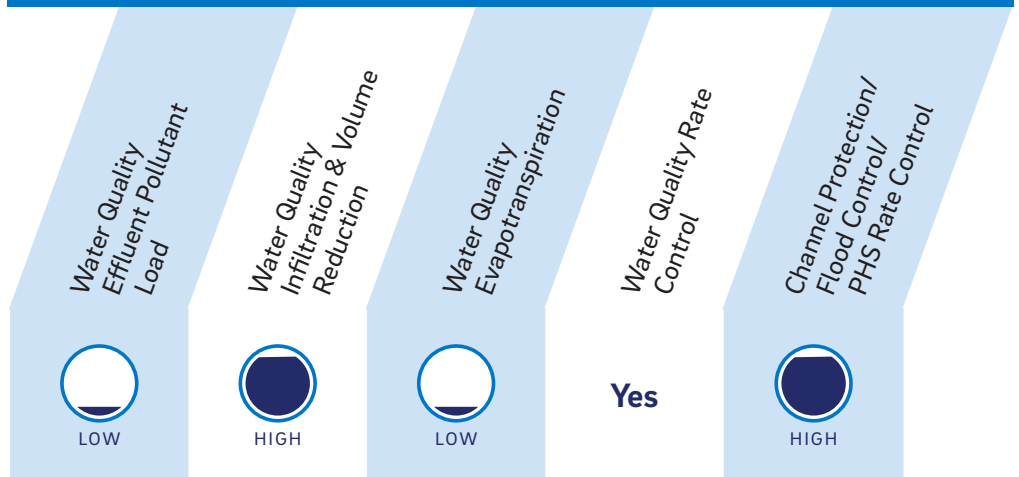 Water Quality
Effluent Pollutant
Load
Water Quality
Infiltration & Volume
Reduction
Water Quality
Evapotranspiration
Water Quality Rate
Control
Channel Protection/
Flood Control/
PHS Rate Control
LOW
HIGH
LOW
Yes
HIGH